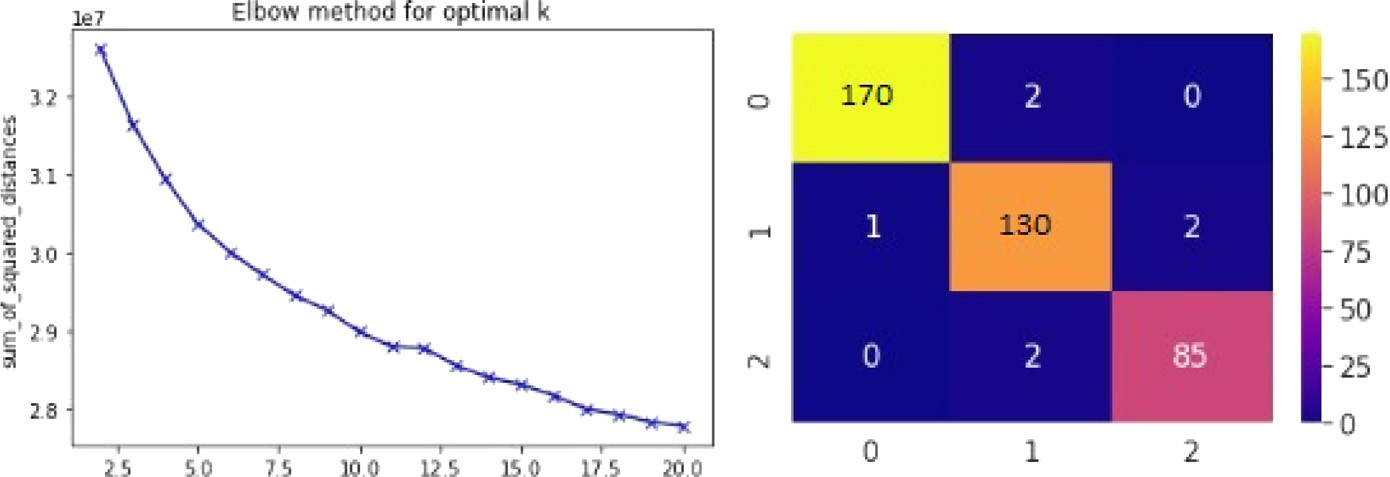 Elbow method for optimal k
1e7
3.2
3.1
3.0
2.9
2.8
sum_of_squared_distances
2.5 5.0 7.5 10.0 12.5 15.0 17.5 20.0
0 170 2 0
1 1 130 2
2 0 2 85
0 1 2
150
125
100
75
50
25
0